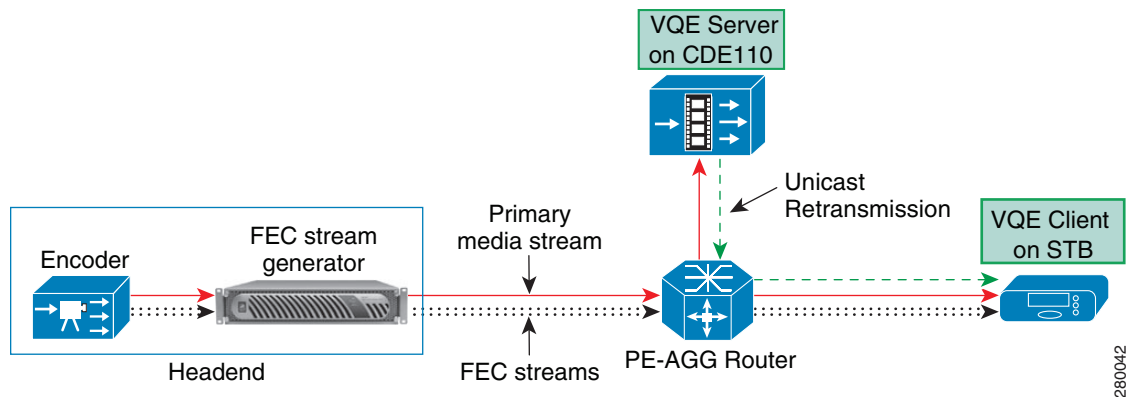 VQE Server
on CDE110
Unicast
Retransmission
VQE Client
on STB
Primary
media stream
FEC stream
generator
Encoder
PE-AGG Router
Headend
FEC streams
280042